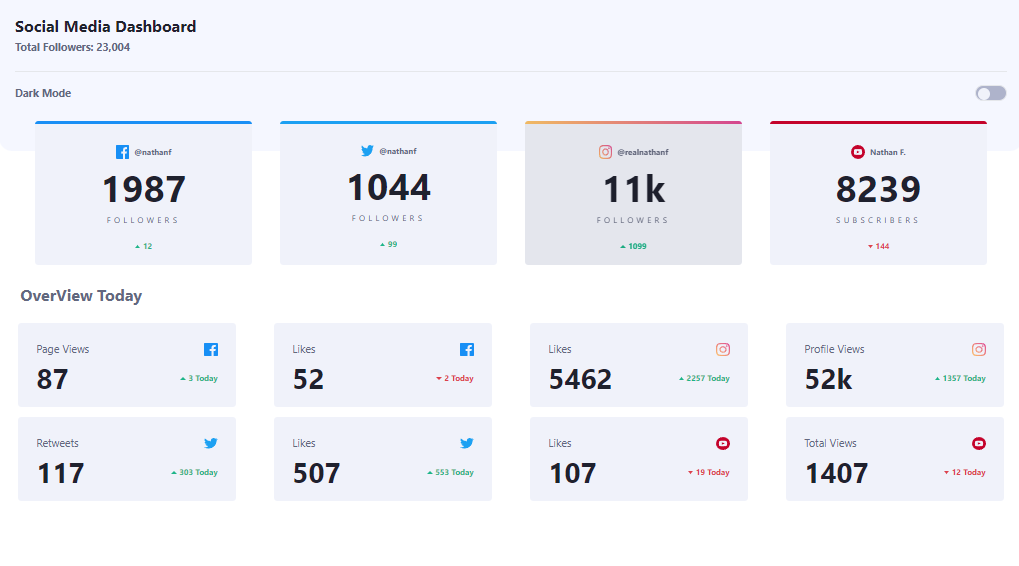 Social Media Dashboard
Total Followers: 23,004
Dark Mode
@nathanf
1987
FOLLOWERS
12
@nathanf
1044
FOLLOWERS
99
@realnathanf
11k
FOLLOWERS
1099
Nathan F.
8239
SUBSCRIBERS
144
OverView Today
Page Views
87
3 Today
Likes
52
2 Today
Likes
5462
2257 Today
Profile Views
52k
1357 Today
Retweets
117
303 Today
Likes
507
553 Today
Likes
107
19 Today
Total Views
1407
12 Today